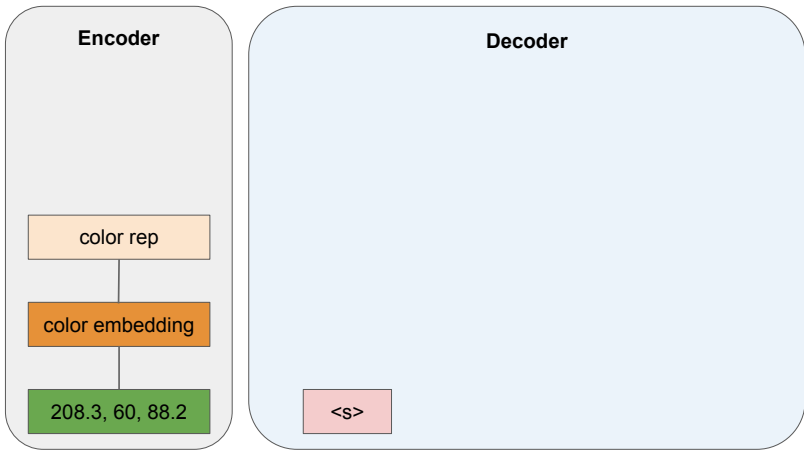 Encoder
Decoder
color rep
color embedding
208.3, 60, 88.2
<s>